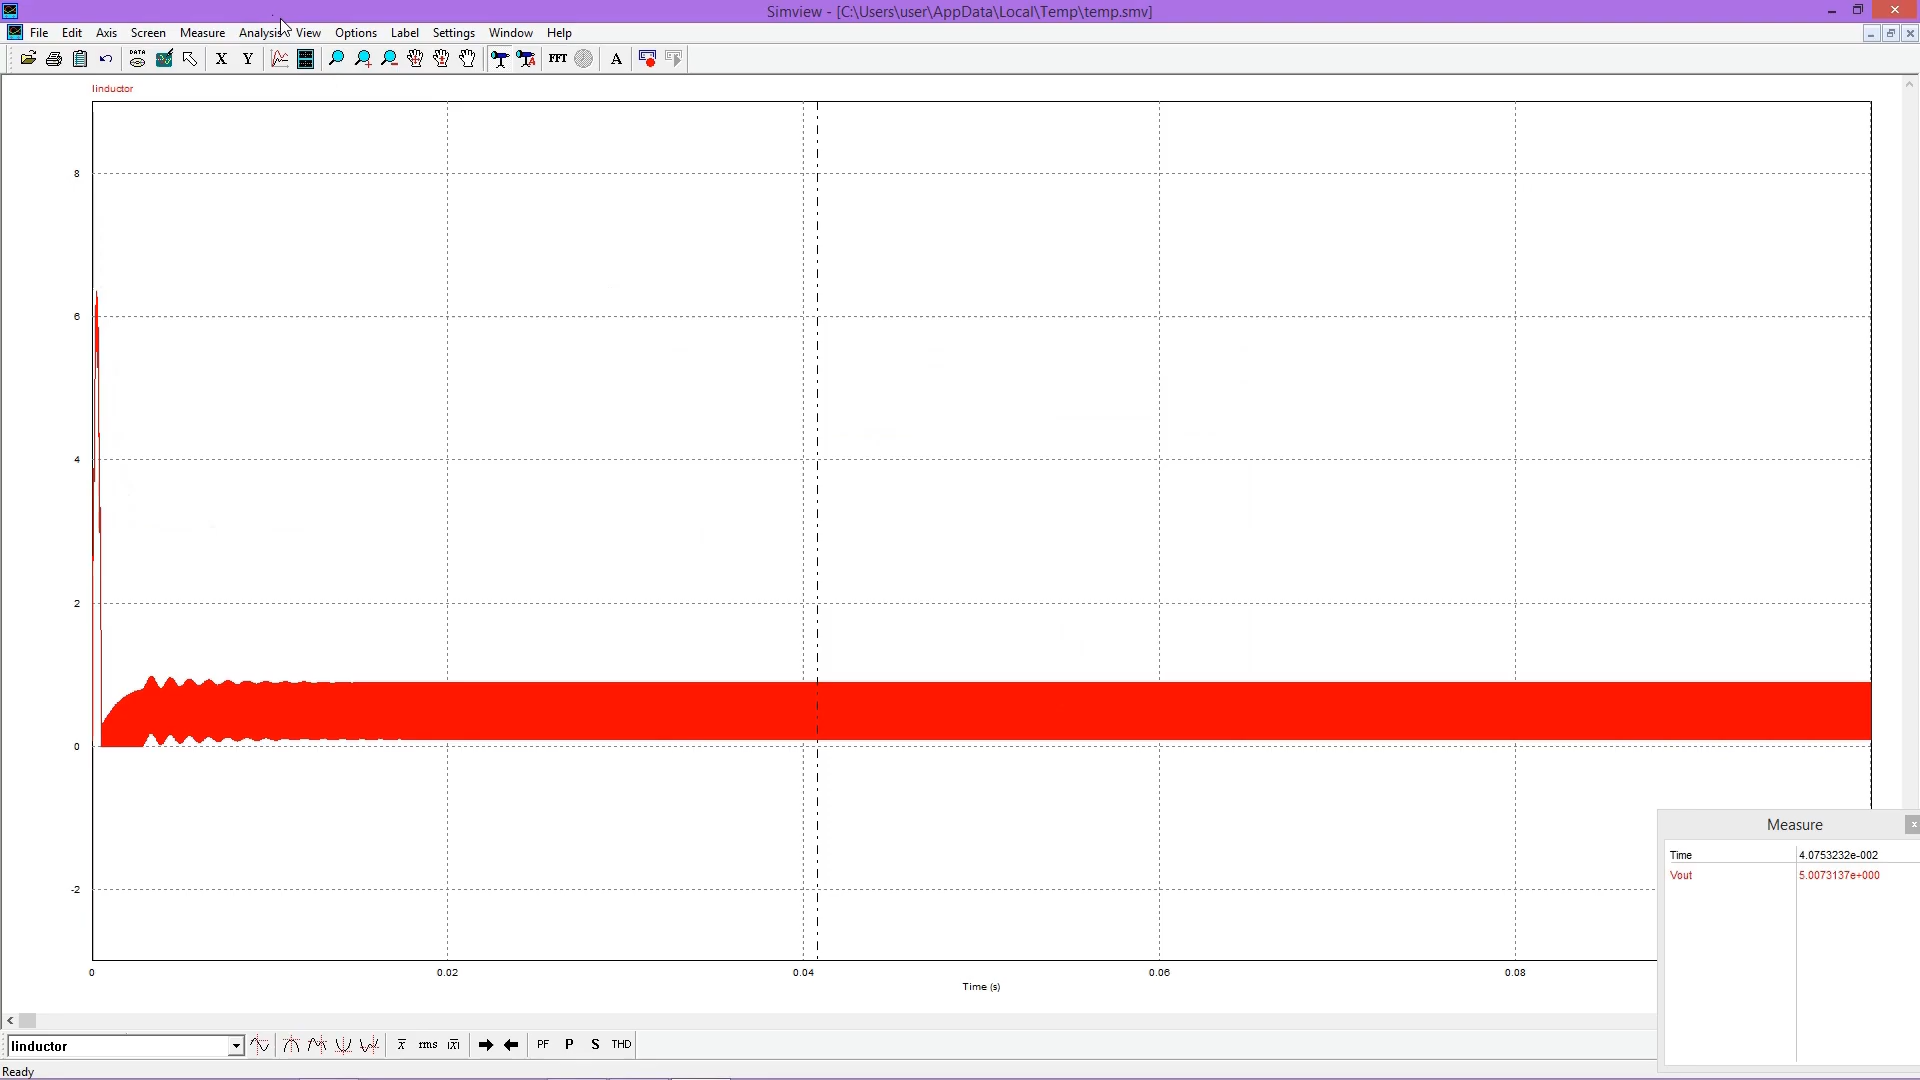 Simview - [C:\Users\user\AppData\Local\Temp\temp.smv]
File Edit Axis Screen Measure Analysis View Options Label Settings Window Help
DATA X Y FFT A
Iinductor
8
6
4
2
0
-2
0 0.02 0.04 0.06 0.08
Time (s)
Measure
Time 4.0753232e-002
Vout 5.0073137e+000
Iinductor x rms |x| PF P S THD
Ready